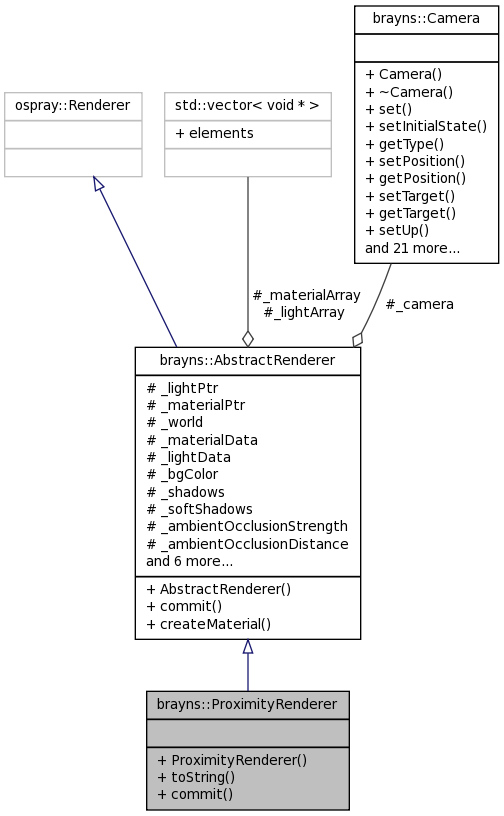 brayns::Camera
+ Camera()
+ ~Camera()
+ set()
+ setInitialState()
+ getType()
+ setPosition()
+ getPosition()
+ setTarget()
+ getTarget()
+ setUp()
and 21 more...
ospray::Renderer
std::vector< void * >
+ elements
#_materialArray
#_lightArray
#_camera
brayns::AbstractRenderer
# _lightPtr
# _materialPtr
# _world
# _materialData
# _lightData
# _bgColor
# _shadows
# _softShadows
# _ambientOcclusionStrength
# _ambientOcclusionDistance
and 6 more...
+ AbstractRenderer()
+ commit()
+ createMaterial()
brayns::ProximityRenderer
+ ProximityRenderer()
+ toString()
+ commit()